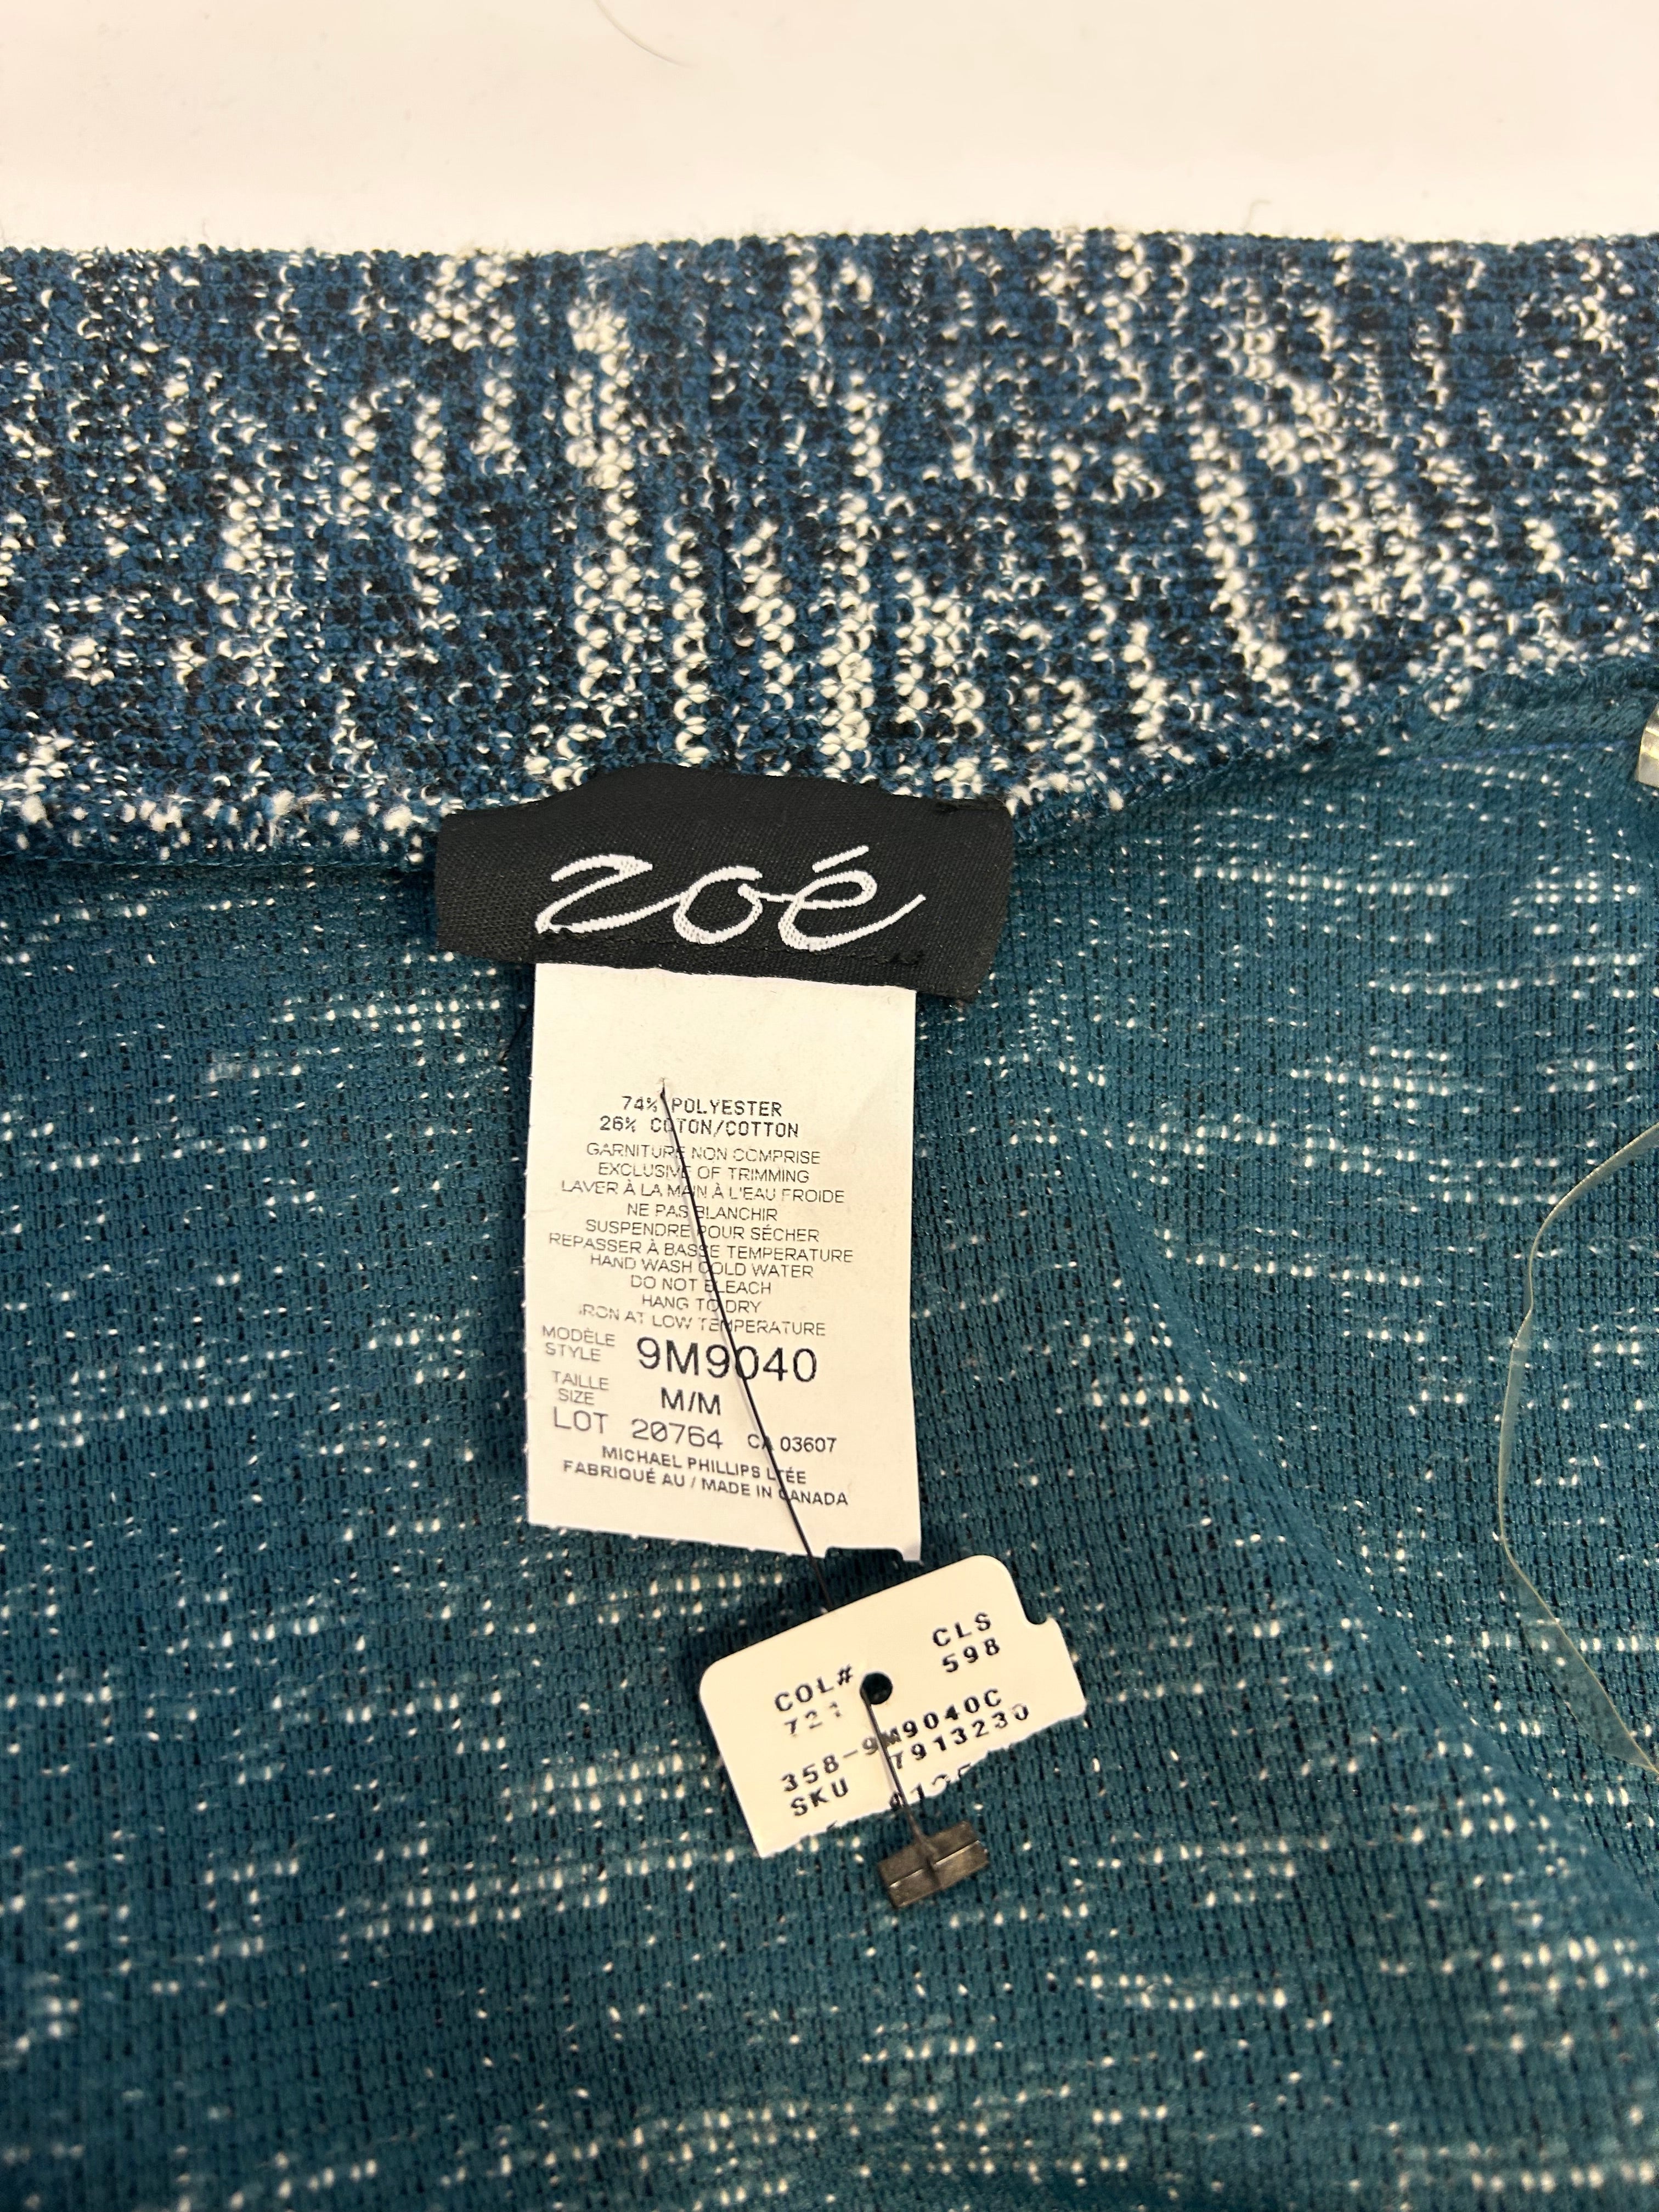 zoé
74% POLYESTER
26% COTON/COTTON
GARNITURE NON COMPRISE
EXCLUSIVE OF TRIMMING
LAVER À LA MAIN À L'EAU FROIDE
NE PAS BLANCHIR
SUSPENDRE POUR SÉCHER
REPASSER À BASSE TEMPERATURE
HAND WASH COLD WATER
DO NOT BLEACH
HANG TO DRY
IRON AT LOW TEMPERATURE
MODÈLE
STYLE 9M9040
TAILLE
SIZE M/M
LOT 20764 CA 03607
MICHAEL PHILLIPS LTÉE
FABRIQUÉ AU / MADE IN CANADA
COL# CLS
721 598
358-9M9040C
SKU 7913230